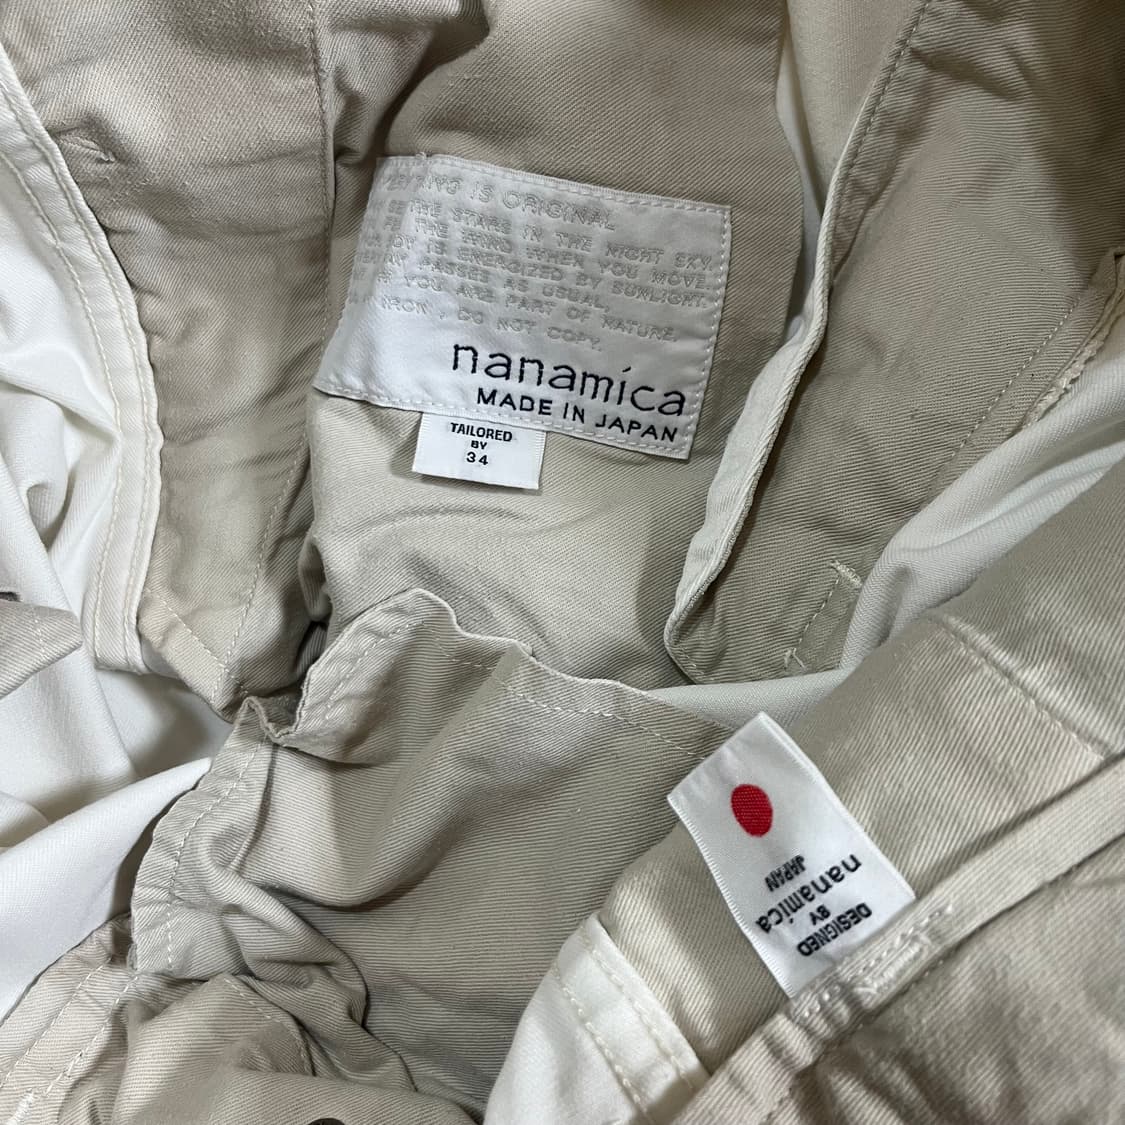 IS ORIGINAL
THE STARS IN THE NIGHT SKY.
THE WIND WHEN YOU MOVE..
IS ENERGIZED BY SUNLIGHT.
PASSES AS USUAL,
YOU ARE PART OF NATURE.
, DO NOT COPY.
nanamica
MADE IN JAPAN
TAILORED
BY
34
DESIGNED
BY
nanamica
JAPAN